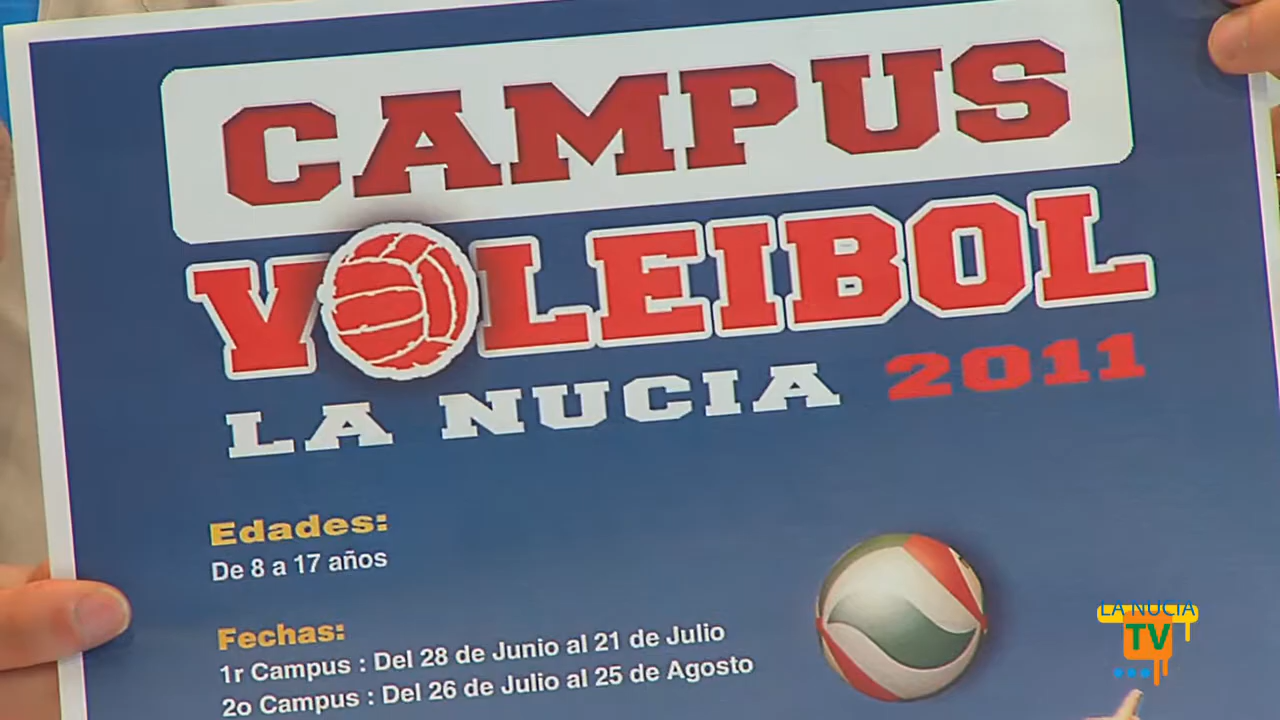 CAMPUS
VOLEIBOL
LA NUCIA 2011
Edades:
De 8 a 17 años
Fechas:
1r Campus : Del 28 de Junio al 21 de Julio
2o Campus : Del 26 de Julio al 25 de Agosto
LA NUCIA
TV